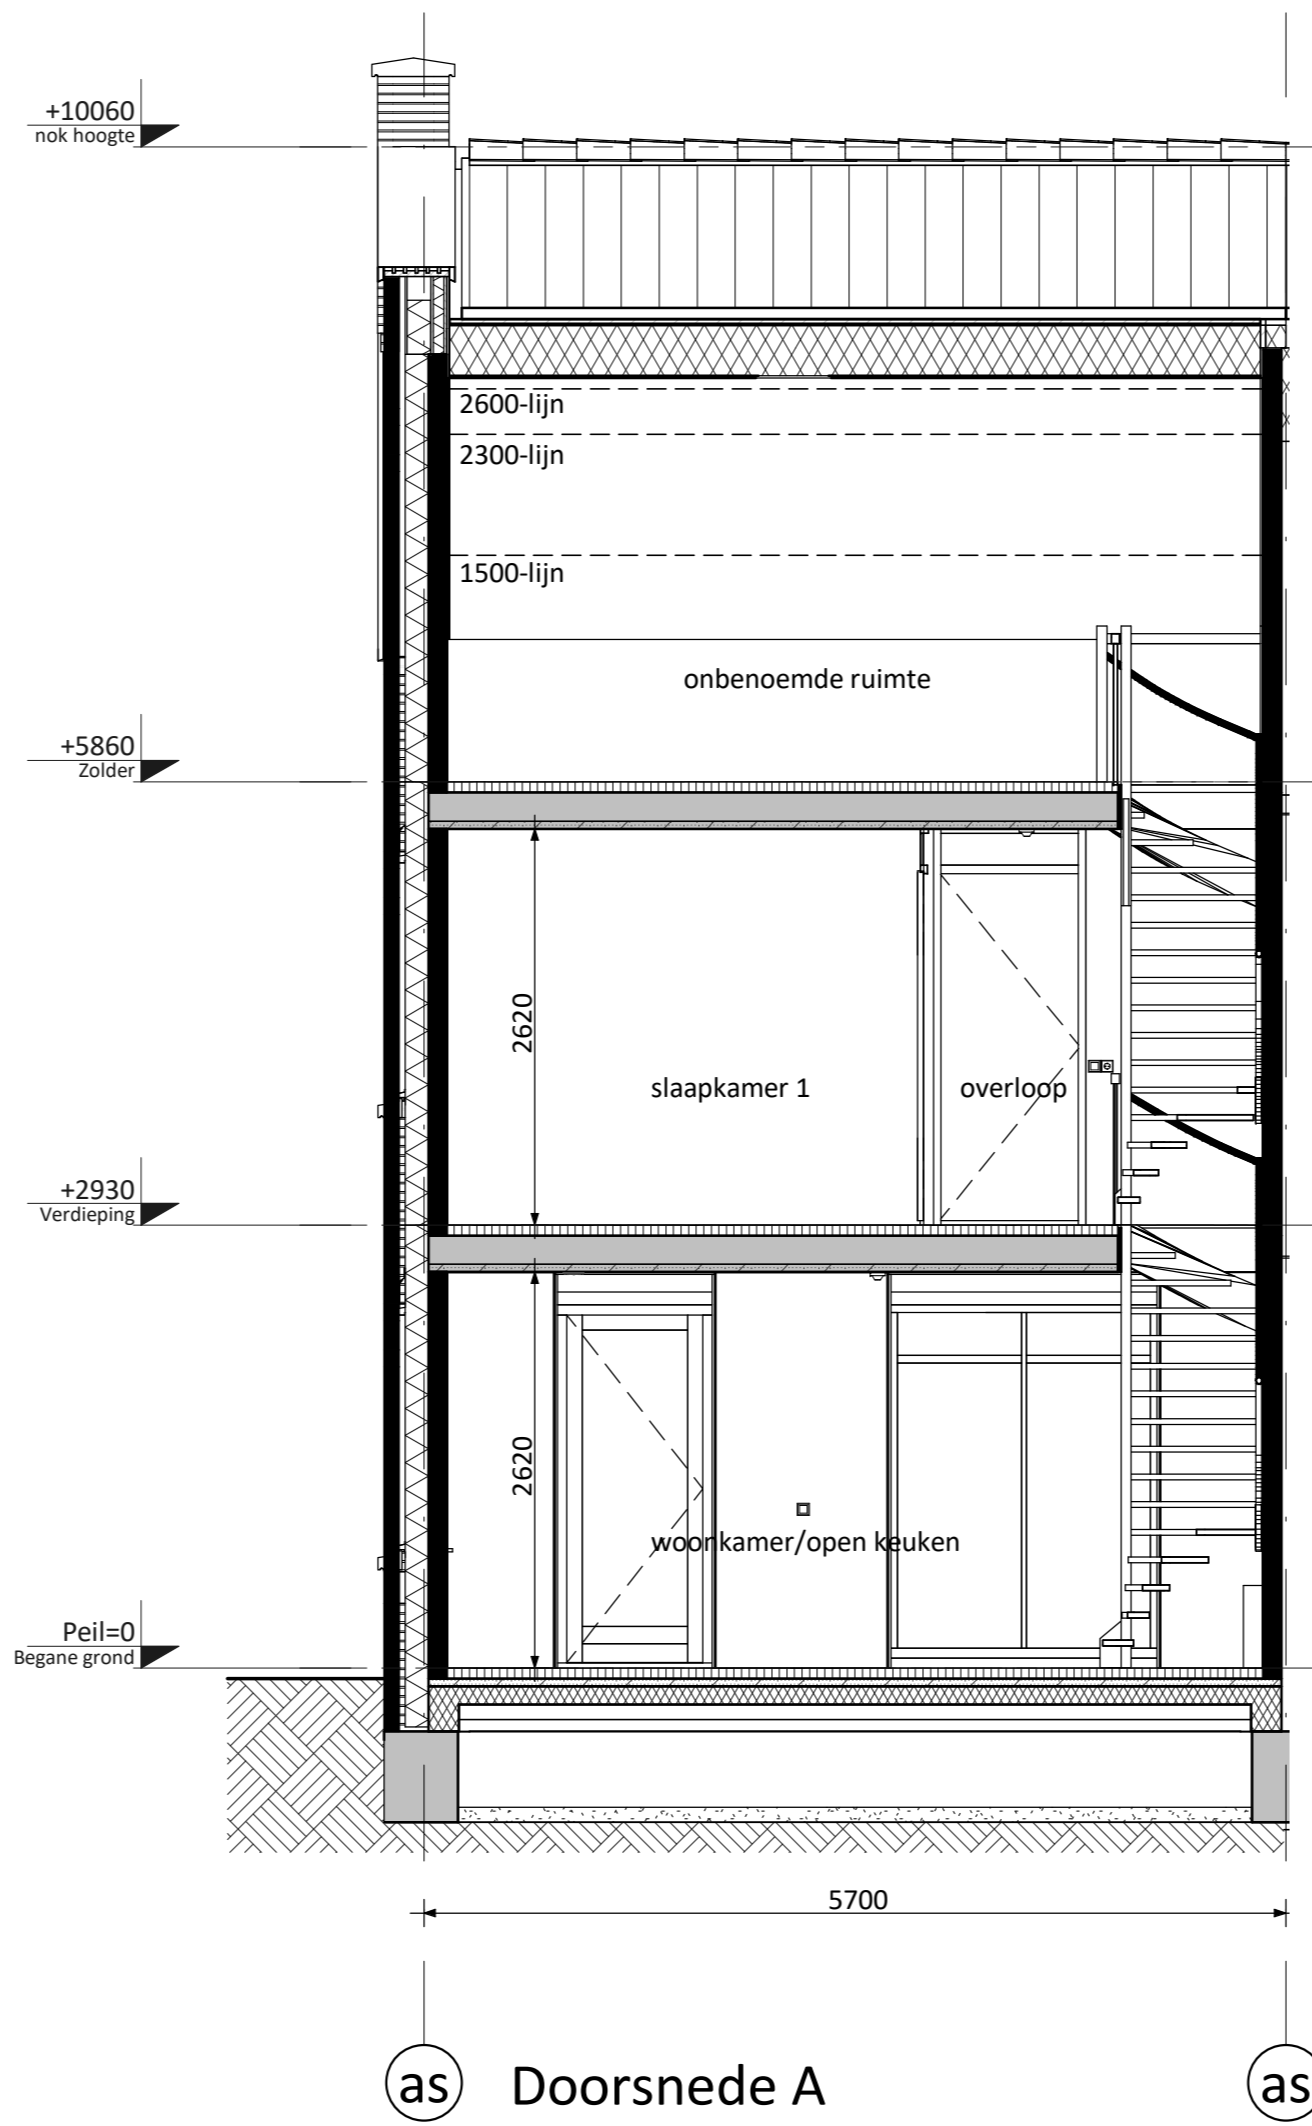 +10060
nok hoogte
2600-lijn
2300-lijn
1500-lijn
onbenoemde ruimte
+5860
Zolder
2620
slaapkamer 1
overloop
+2930
Verdieping
2620
woonkamer/open keuken
Peil=0
Begane grond
5700
as
Doorsnede A
as